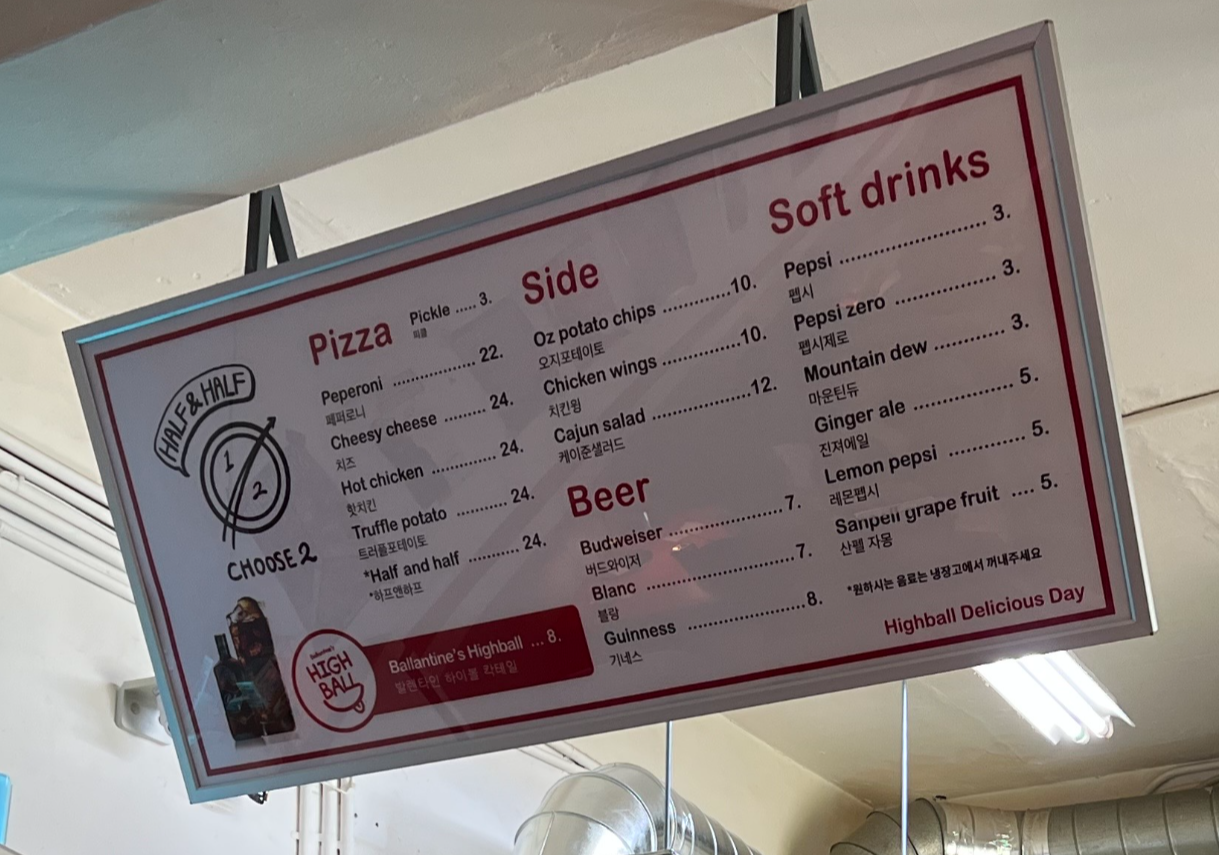 HALF & HALF
1
2
CHOOSE 2
Pizza
Pickle ..... 3.
피클
Peperoni ................ 22.
페퍼로니
Cheesy cheese ........ 24.
치즈
Hot chicken ............ 24.
핫치킨
Truffle potato .......... 24.
트러플포테이토
*Half and half .......... 24.
*하프앤하프
Ballantine's
HIGH
BALL
Ballantine's Highball ... 8.
발렌타인 하이볼 칵테일
Side
Oz potato chips .............10.
오지포테이토
Chicken wings ...............10.
치킨윙
Cajun salad ...................12.
케이준샐러드
Beer
Budweiser ......................7.
버드와이저
Blanc .............................7.
블랑
Guinness ......................8.
기네스
Soft drinks
Pepsi .......................... 3.
펩시
Pepsi zero .................. 3.
펩시제로
Mountain dew ............. 3.
마운틴듀
Ginger ale .................. 5.
진져에일
Lemon pepsi .............. 5.
레몬펩시
Sanpell grape fruit .... 5.
산펠 자몽
*원하시는 음료는 냉장고에서 꺼내주세요
Highball Delicious Day